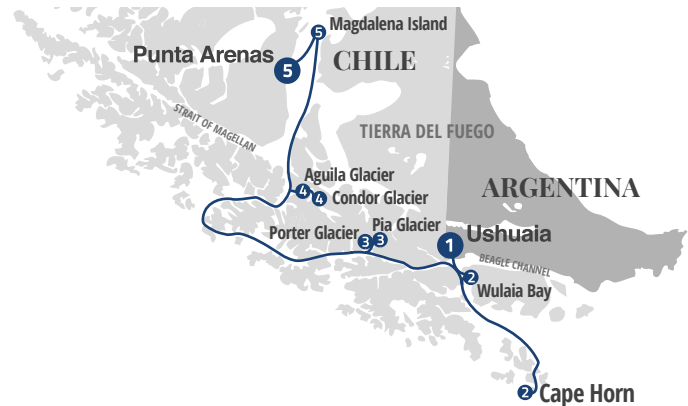 5 Magdalena Island
Punta Arenas
5
CHILE
STRAIT OF MAGELLAN
TIERRA DEL FUEGO
Aguila Glacier
4
4 Condor Glacier
ARGENTINA
Pia Glacier
Porter Glacier 3 3
1 Ushuaia
BEAGLE CHANNEL
2
Wulaia Bay
2 Cape Horn